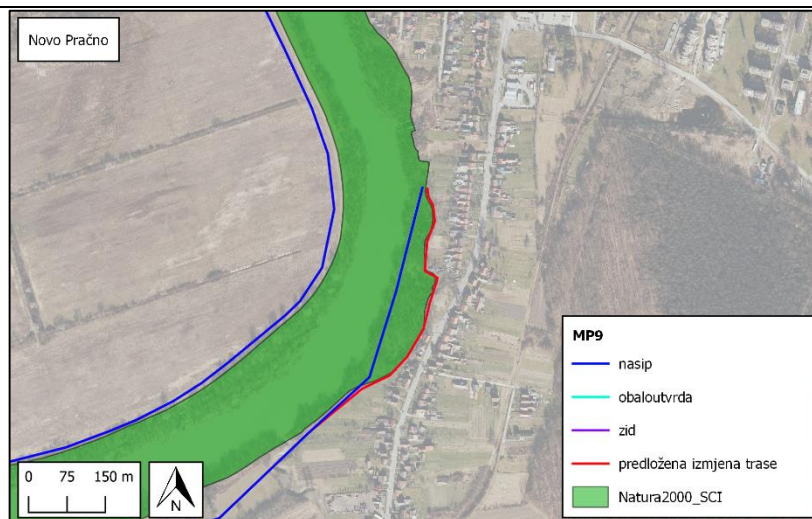 Novo Pračno
MP9
nasip
obaloutvrda
zid
predložena izmjena trase
Natura2000_SCI
0 75 150 m
N